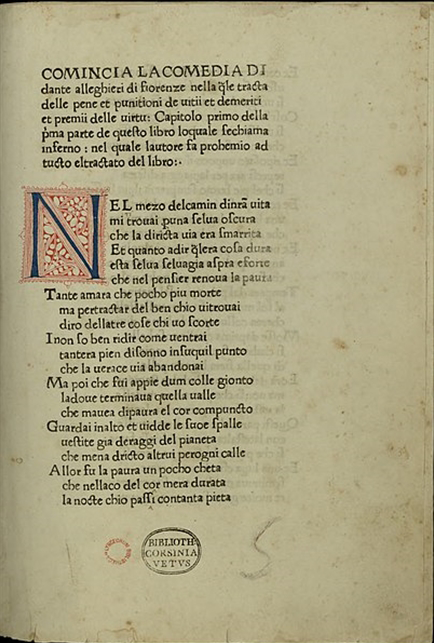 COMINCIA LACOMEDIA DI
dante alleghieri di fiorenze nella q̄le tracta
delle pene et punitioni de uitii et demeriti
et premii delle uirtu: Capitolo primo della
p̄ma parte de questo libro loquale sechiama
inferno : nel quale lautore fa prohemio ad
tucto eltractato del libro:·
NEL mezo delcamin dinrā uita
mi trouai p̱una selua oscura
che la diricta uia era smarrita
Et quanto adir q̄lera cosa dura
esta selua seluagia aspra eforte
che nel pensier renoua la paura
Tante amara che pocho piu morte
ma pertractar del ben chio uitrouai
diro dellatre cose chi uo scorte
I non so ben ridir come uentrai
tantera pien disonno insuquil punto
che la uerace uia abandonai
Ma poi che fui appie dum colle gionto
ladoue terminaua quella ualle
che mauea dipaura el cor compuncto
Guardai inalto et uidde le suoe spalle
uestite gia deraggi del pianeta
che mena dricto altrui perogni calle
Allor fu la paura un pocho cheta
che nellaco del cor mera durata
la nocte chio passi contanta pieta
BIBLIOTH
CORSINIA
VETVS